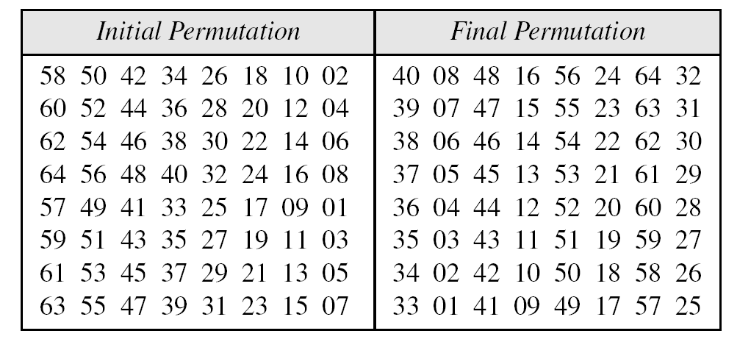 Initial Permutation Final Permutation
58 50 42 34 26 18 10 02 40 08 48 16 56 24 64 32
60 52 44 36 28 20 12 04 39 07 47 15 55 23 63 31
62 54 46 38 30 22 14 06 38 06 46 14 54 22 62 30
64 56 48 40 32 24 16 08 37 05 45 13 53 21 61 29
57 49 41 33 25 17 09 01 36 04 44 12 52 20 60 28
59 51 43 35 27 19 11 03 35 03 43 11 51 19 59 27
61 53 45 37 29 21 13 05 34 02 42 10 50 18 58 26
63 55 47 39 31 23 15 07 33 01 41 09 49 17 57 25